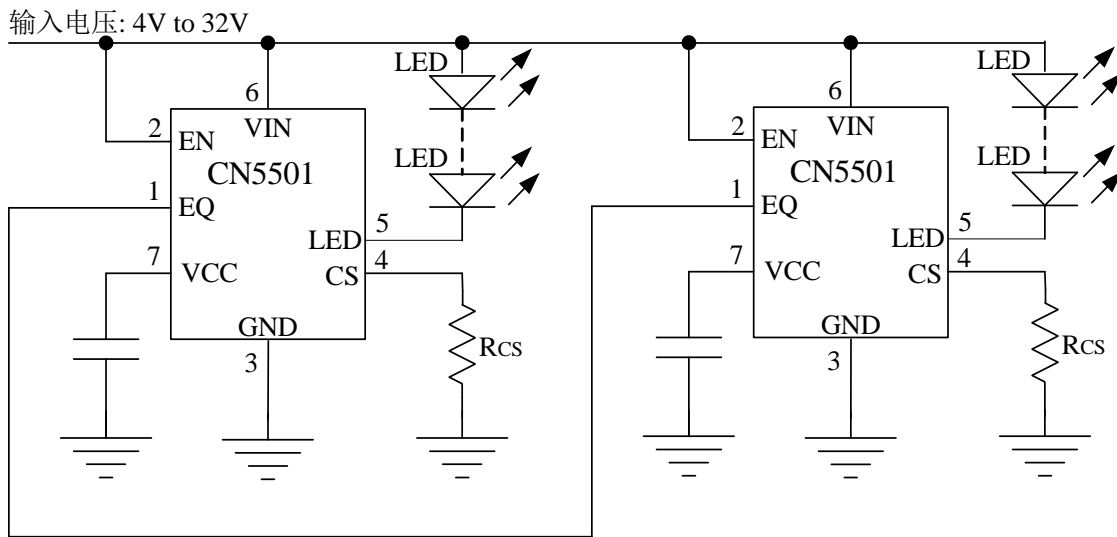 输入电压: 4V to 32V
LED
6
VIN
2
EN
CN5501
LED
1
EQ
5
LED
7
VCC
4
CS
GND
3
RCS
LED
6
VIN
2
EN
CN5501
LED
1
EQ
5
LED
7
VCC
4
CS
GND
3
RCS